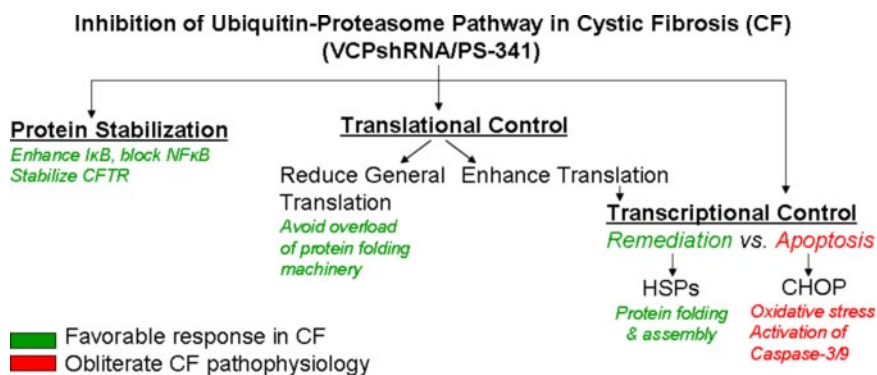 Inhibition of Ubiquitin-Proteasome Pathway in Cystic Fibrosis (CF)
(VCPshRNA/PS-341)
Protein Stabilization
Enhance IκB, block NFκB
Stabilize CFTR
Translational Control
Reduce General
Translation
Avoid overload
of protein folding
machinery
Enhance Translation
Transcriptional Control
Remediation vs. Apoptosis
HSPs
Protein folding
& assembly
CHOP
Oxidative stress
Activation of
Caspase-3/9
Favorable response in CF
Obliterate CF pathophysiology